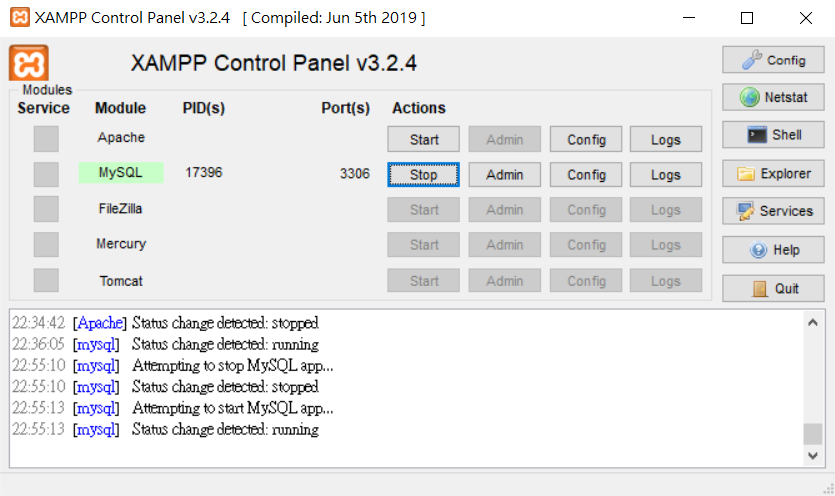 XAMPP Control Panel v3.2.4 [ Compiled: Jun 5th 2019 ]
XAMPP Control Panel v3.2.4
Config
Modules
Service Module PID(s) Port(s) Actions
Netstat
Apache Start Admin Config Logs
Shell
MySQL 17396 3306 Stop Admin Config Logs
Explorer
FileZilla Start Admin Config Logs
Services
Mercury Start Admin Config Logs
Help
Tomcat Start Admin Config Logs
Quit
22:34:42 [Apache] Status change detected: stopped
22:36:05 [mysql] Status change detected: running
22:55:10 [mysql] Attempting to stop MySQL app...
22:55:10 [mysql] Status change detected: stopped
22:55:13 [mysql] Attempting to start MySQL app...
22:55:13 [mysql] Status change detected: running